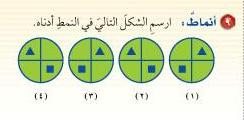 ٩ أنماطٌ: ارسمِ الشكلَ التاليَ في النمطِ أدناه.
(١) (٢) (٣) (٤)